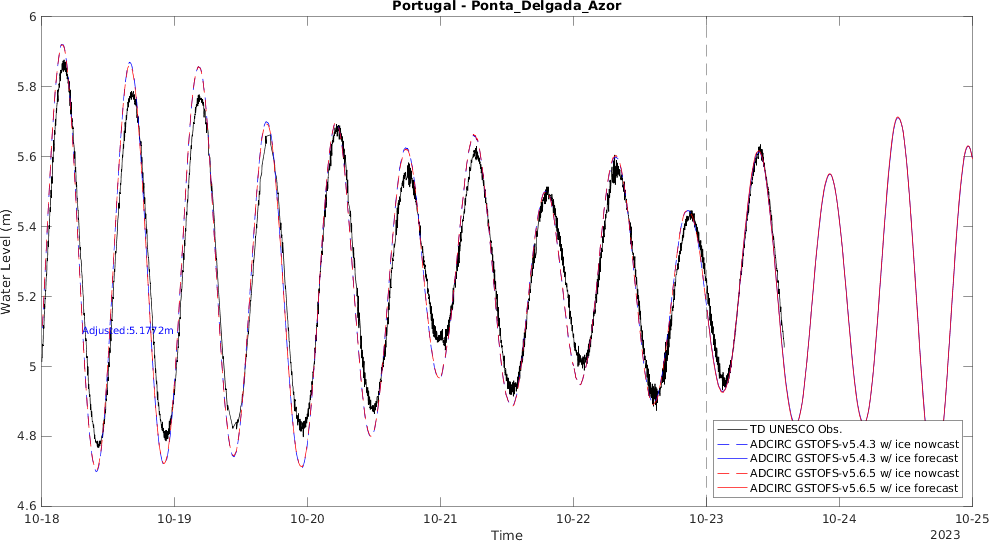 Portugal - Ponta_Delgada_Azor
6
5.8
5.6
5.4
5.2
5
4.8
4.6
Water Level (m)
Adjusted:5.1772m
TD UNESCO Obs.
ADCIRC GSTOFS-v5.4.3 w/ ice nowcast
ADCIRC GSTOFS-v5.4.3 w/ ice forecast
ADCIRC GSTOFS-v5.6.5 w/ ice nowcast
ADCIRC GSTOFS-v5.6.5 w/ ice forecast
10-18 10-19 10-20 10-21 10-22 10-23 10-24 10-25
Time
2023